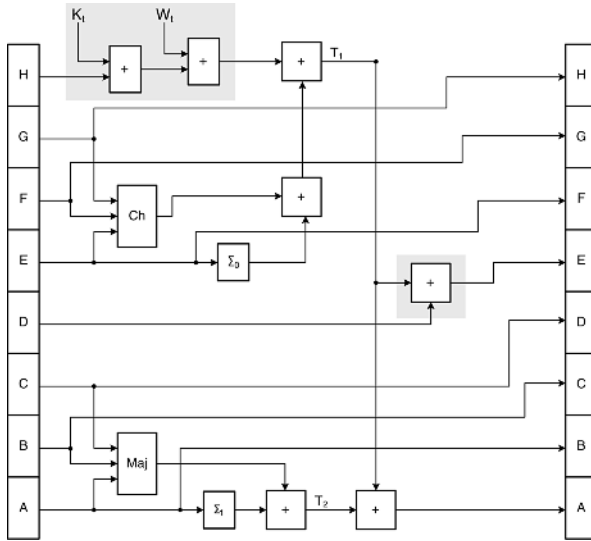 K_t W_t
H + + + T_1 H
G G
F Ch + F
E Σ_0 + E
D D
C C
B Maj B
A Σ_1 + T_2 + A